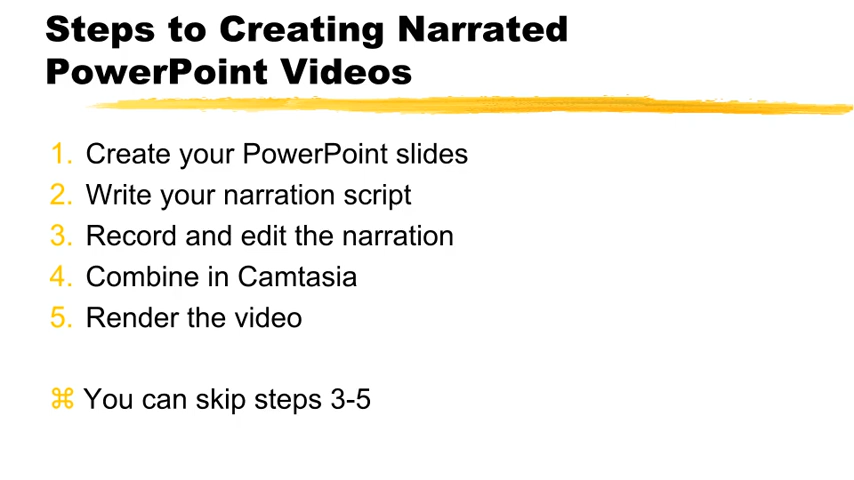 Steps to Creating Narrated
PowerPoint Videos
1. Create your PowerPoint slides
2. Write your narration script
3. Record and edit the narration
4. Combine in Camtasia
5. Render the video
⌘ You can skip steps 3-5